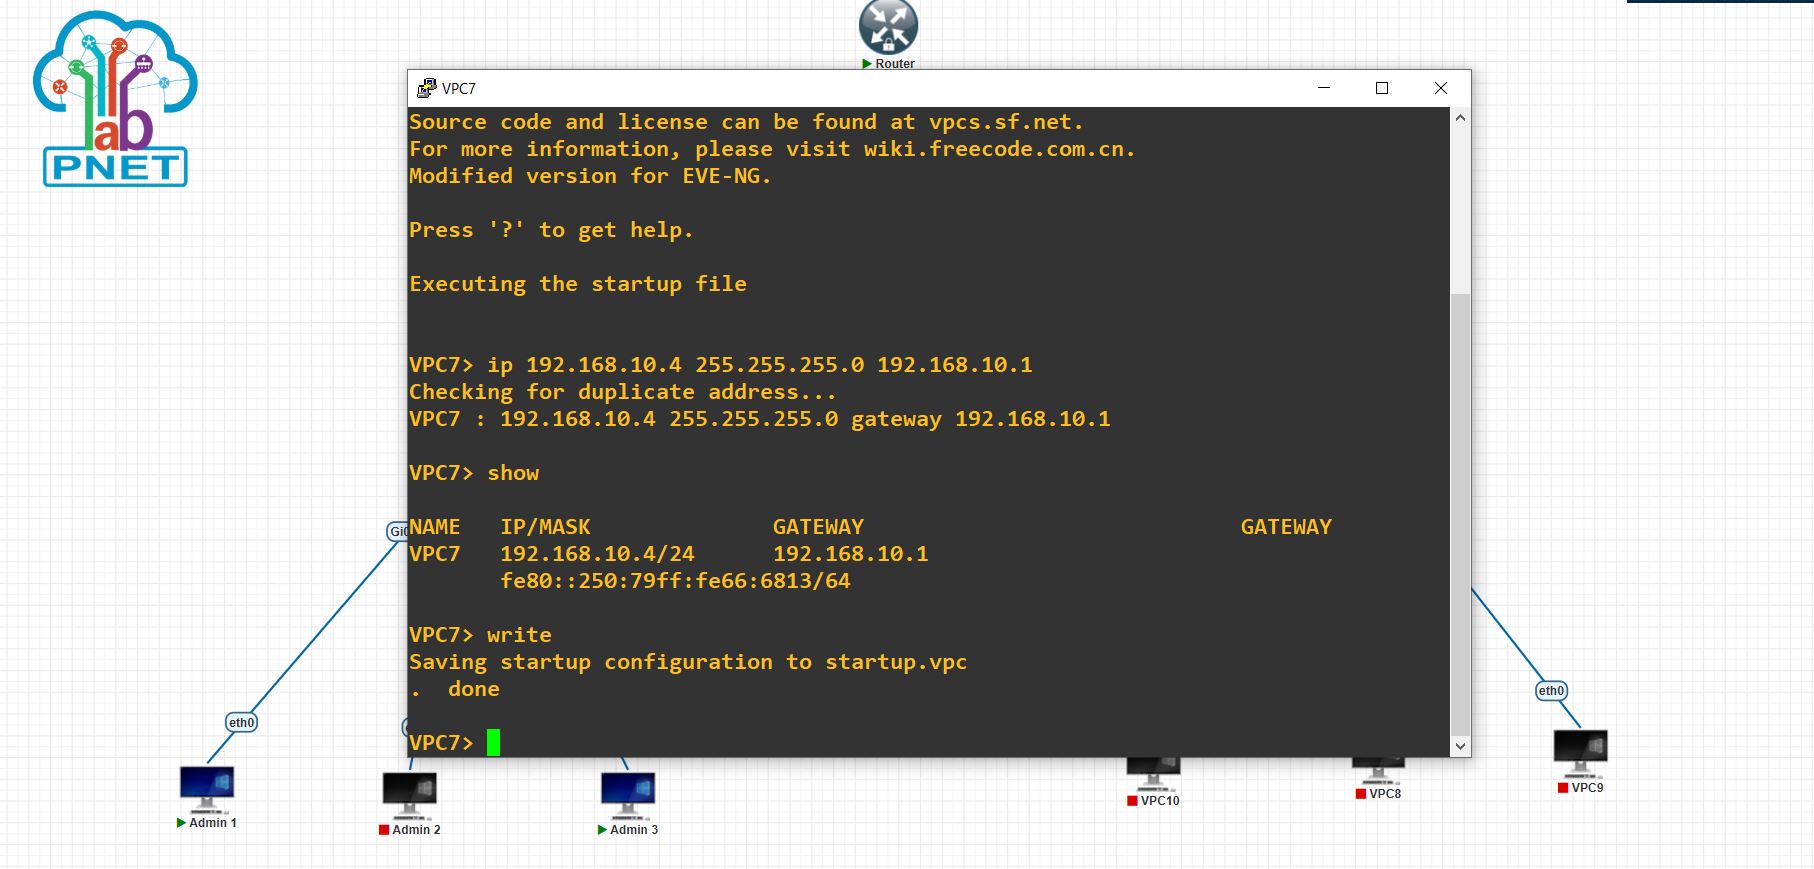 ab
PNET
Router
VPC7
Source code and license can be found at vpcs.sf.net.
For more information, please visit wiki.freecode.com.cn.
Modified version for EVE-NG.
Press '?' to get help.
Executing the startup file
VPC7> ip 192.168.10.4 255.255.255.0 192.168.10.1
Checking for duplicate address...
VPC7 : 192.168.10.4 255.255.255.0 gateway 192.168.10.1
VPC7> show
NAME IP/MASK GATEWAY GATEWAY
VPC7 192.168.10.4/24 192.168.10.1
fe80::250:79ff:fe66:6813/64
VPC7> write
Saving startup configuration to startup.vpc
. done
VPC7>
eth0
eth0
Admin 1
Admin 2
Admin 3
VPC10
VPC8
VPC9